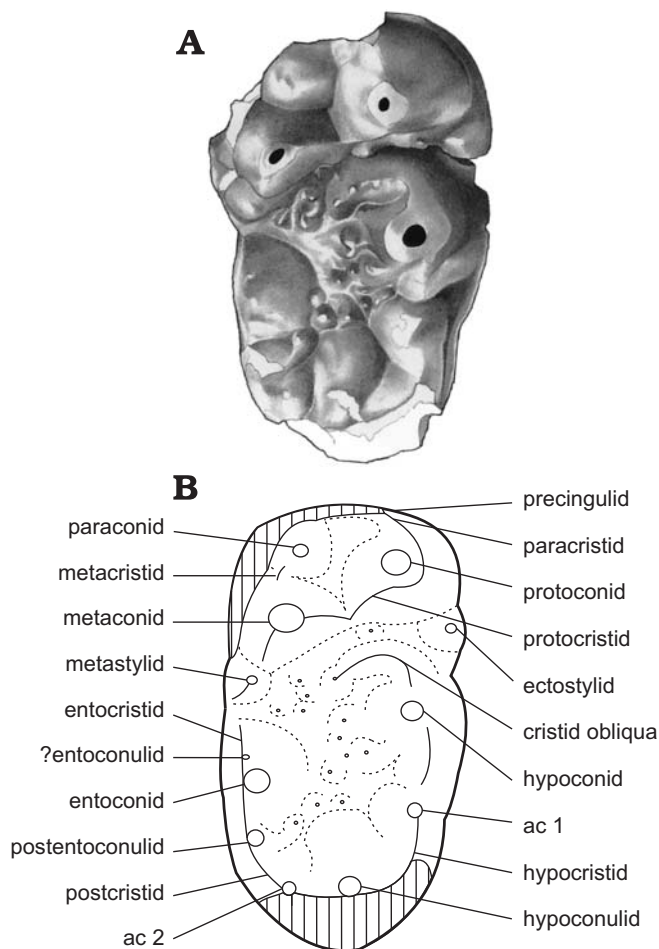 A
B
paraconid
metacristid
metaconid
metastylid
entocristid
?entoconulid
entoconid
postentoconulid
postcristid
ac 2
precingulid
paracristid
protoconid
protocristid
ectostylid
cristid obliqua
hypoconid
ac 1
hypocristid
hypoconulid